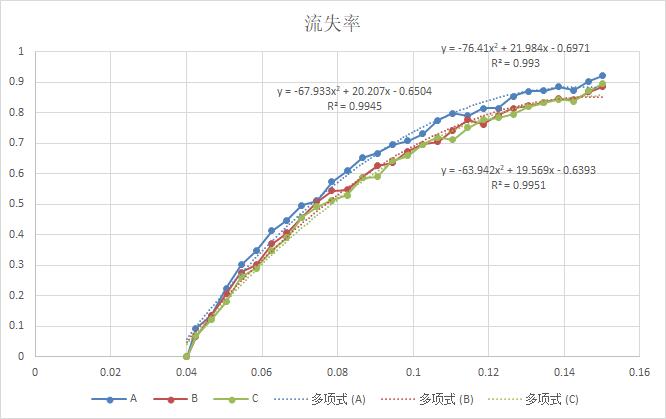 流失率
y = -76.41x² + 21.984x - 0.6971
R² = 0.993
y = -67.933x² + 20.207x - 0.6504
R² = 0.9945
y = -63.942x² + 19.569x - 0.6393
R² = 0.9951
1
0.9
0.8
0.7
0.6
0.5
0.4
0.3
0.2
0.1
0
0 0.02 0.04 0.06 0.08 0.1 0.12 0.14 0.16
A B C 多项式 (A) 多项式 (B) 多项式 (C)